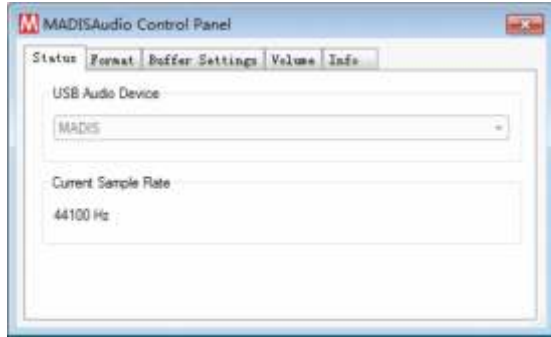 MADISAudio Control Panel
Status Format Buffer Settings Volume Info
USB Audio Device
MADIS
Current Sample Rate
44100 Hz